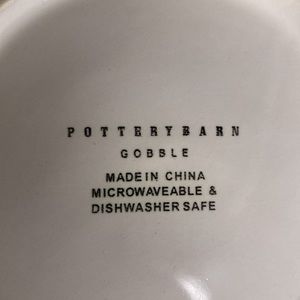 POTTERYBARN
GOBBLE
MADE IN CHINA
MICROWAVEABLE &
DISHWASHER SAFE